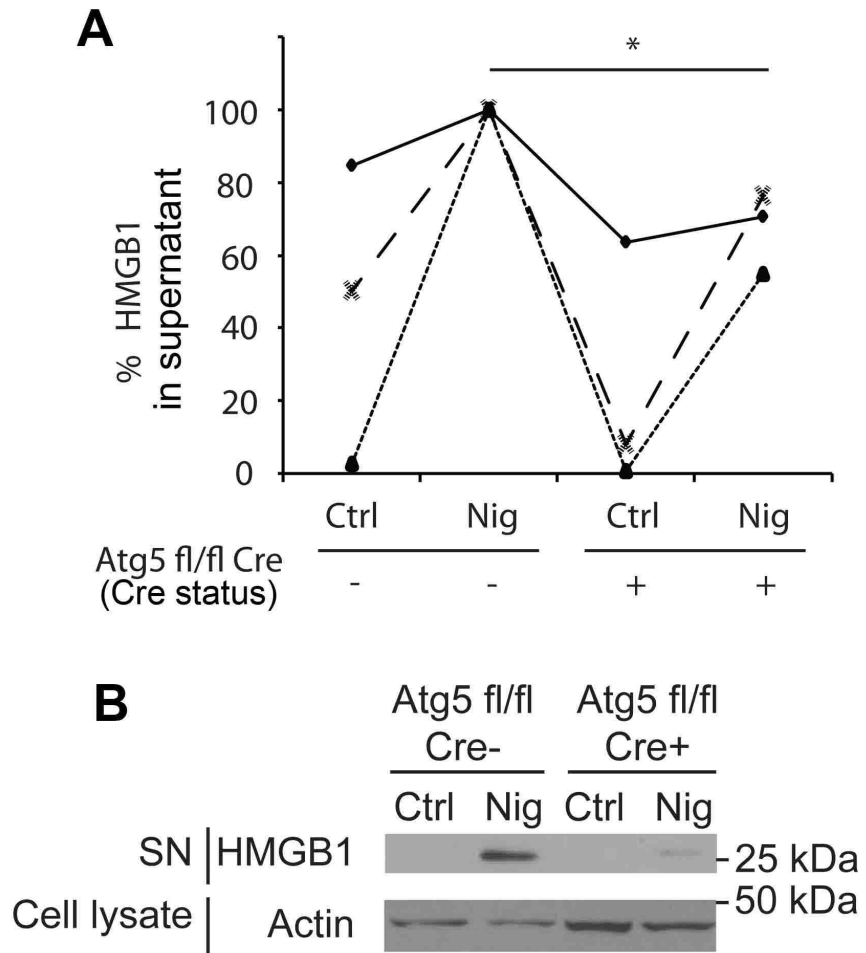 A
*
% HMGB1
in supernatant
100
80
60
40
20
0
Ctrl Nig Ctrl Nig
Atg5 fl/fl Cre
(Cre status) - - + +
B
Atg5 fl/fl Atg5 fl/fl
Cre- Cre+
Ctrl Nig Ctrl Nig
SN HMGB1 25 kDa
50 kDa
Cell lysate Actin